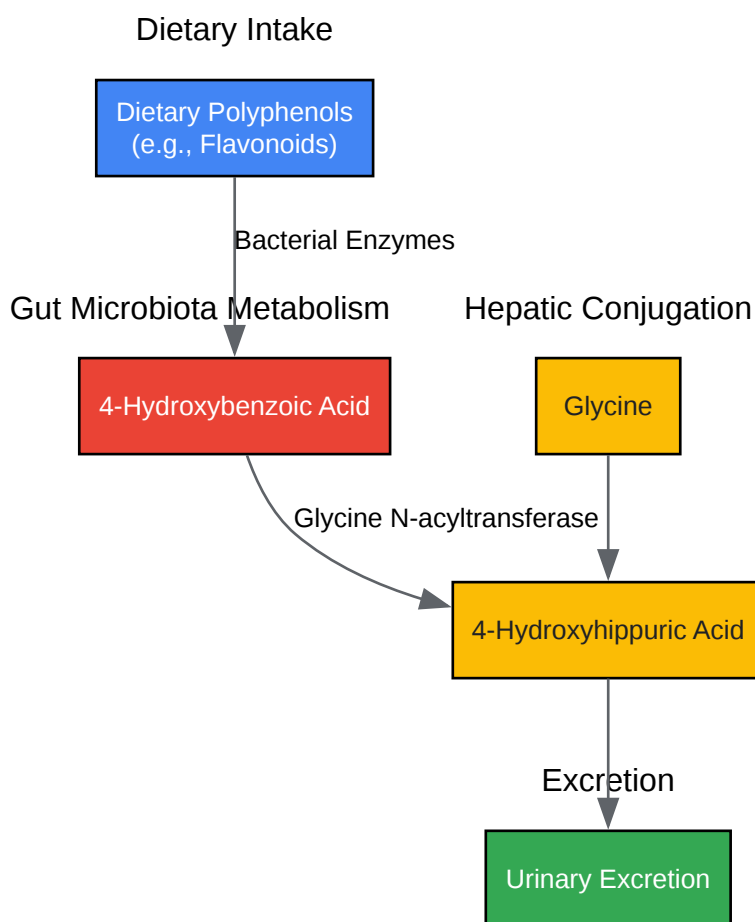 Dietary Intake
Dietary Polyphenols
(e.g., Flavonoids)
Bacterial Enzymes
Gut Microbiota Metabolism
Hepatic Conjugation
4-Hydroxybenzoic Acid
Glycine
Glycine N-acyltransferase
4-Hydroxyhippuric Acid
Excretion
Urinary Excretion